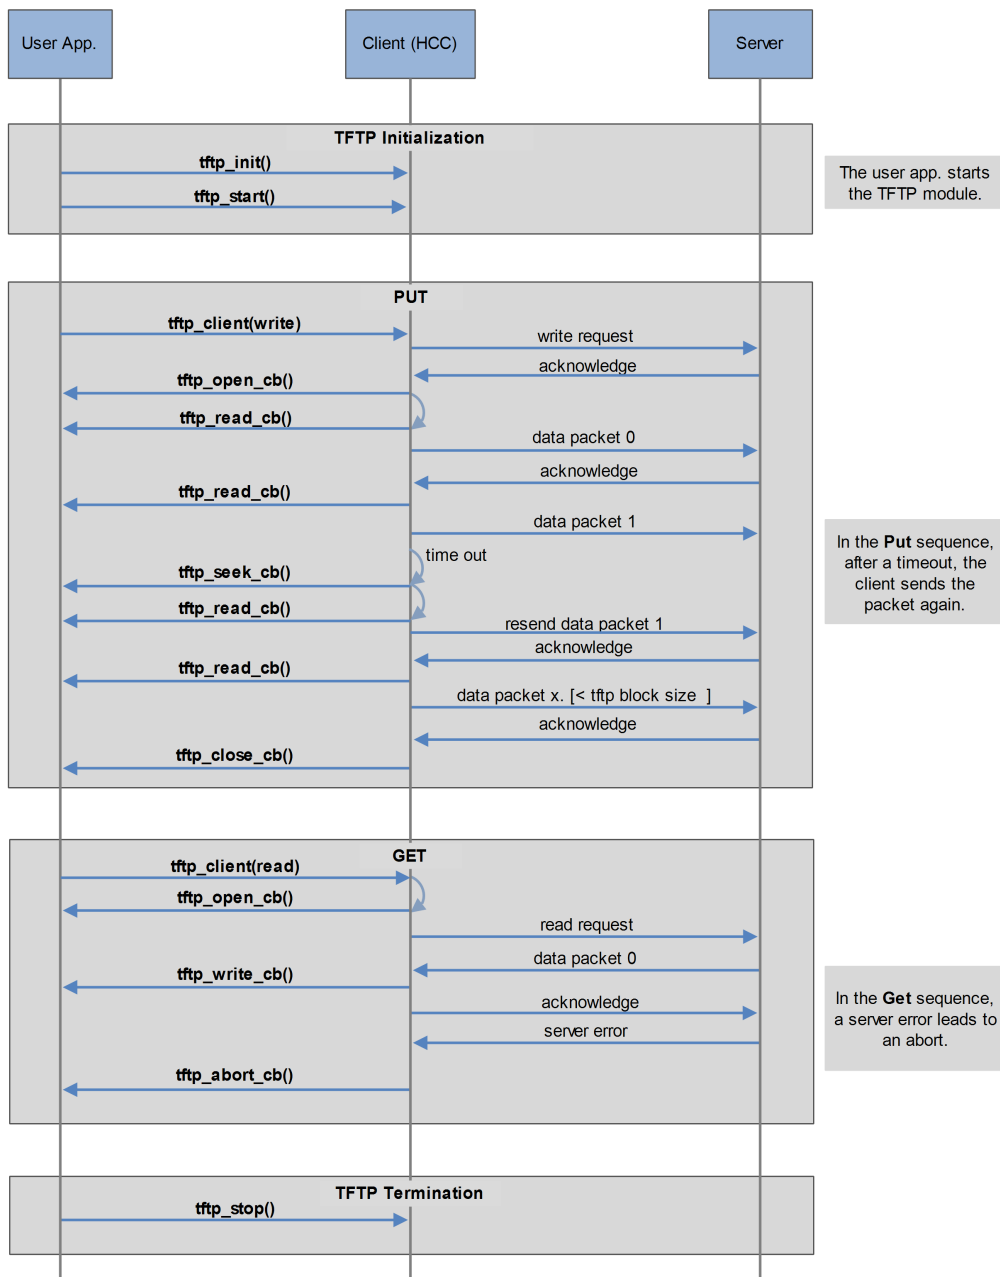 User App.
Client (HCC)
Server
TFTP Initialization
tftp_init()
tftp_start()
The user app. starts
the TFTP module.
PUT
tftp_client(write)
write request
acknowledge
tftp_open_cb()
tftp_read_cb()
data packet 0
acknowledge
tftp_read_cb()
data packet 1
time out
tftp_seek_cb()
tftp_read_cb()
resend data packet 1
acknowledge
tftp_read_cb()
data packet x. [< tftp block size ]
acknowledge
tftp_close_cb()
In the Put sequence,
after a timeout, the
client sends the
packet again.
GET
tftp_client(read)
tftp_open_cb()
read request
data packet 0
tftp_write_cb()
acknowledge
server error
tftp_abort_cb()
In the Get sequence,
a server error leads to
an abort.
TFTP Termination
tftp_stop()